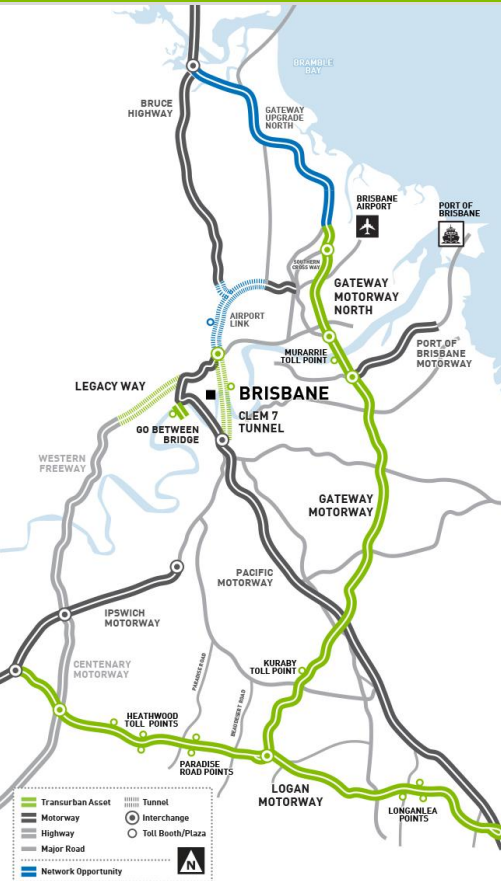 BRAMBLE
BAY
BRUCE
HIGHWAY
GATEWAY
UPGRADE
NORTH
BRISBANE
AIRPORT
PORT OF
BRISBANE
SOUTHERN
CROSS WAY
GATEWAY
MOTORWAY
NORTH
AIRPORT
LINK
MURARRIE
TOLL POINT
PORT OF
BRISBANE
MOTORWAY
LEGACY WAY
BRISBANE
CLEM 7
TUNNEL
GO BETWEEN
BRIDGE
WESTERN
FREEWAY
GATEWAY
MOTORWAY
PACIFIC
MOTORWAY
IPSWICH
MOTORWAY
CENTENARY
MOTORWAY
PARADISE ROAD
KURABY
TOLL POINT
BEAUDESERT ROAD
HEATHWOOD
TOLL POINTS
PARADISE
ROAD POINTS
LOGAN
MOTORWAY
LONGANLEA
POINTS
Transurban Asset
Motorway
Highway
Major Road
Tunnel
Interchange
Toll Booth/Plaza
Network Opportunity
N